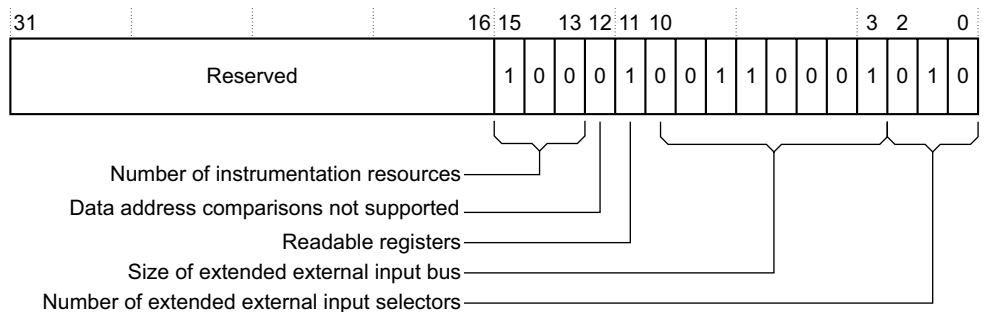 31 16 15 13 12 11 10 3 2 0
Reserved 1 0 0 0 1 0 0 1 1 0 0 0 1 0 1 0
Number of instrumentation resources
Data address comparisons not supported
Readable registers
Size of extended external input bus
Number of extended external input selectors